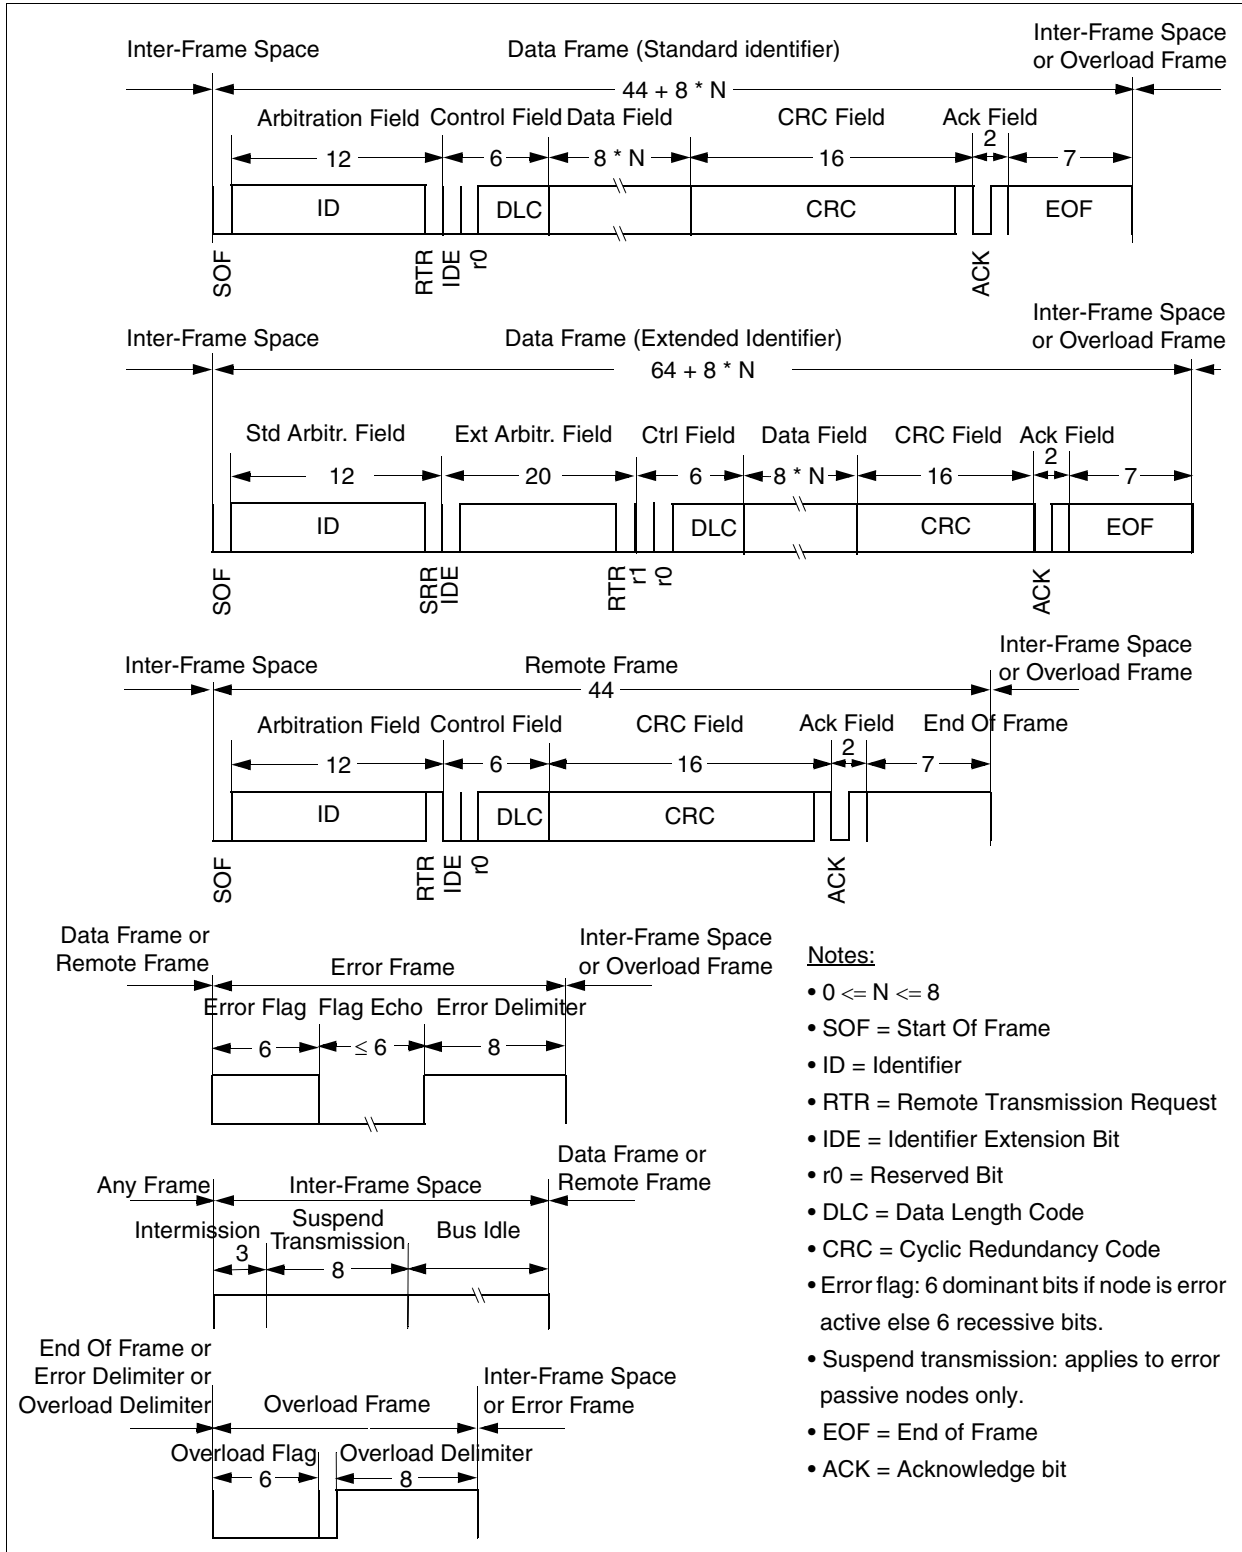 Inter-Frame Space
Data Frame (Standard identifier)
Inter-Frame Space
or Overload Frame
44 + 8 * N
Arbitration Field
Control Field
Data Field
CRC Field
Ack Field
12
6
8 * N
16
2
7
ID
DLC
CRC
EOF
SOF
RTR
IDE
r0
ACK
Inter-Frame Space
Data Frame (Extended Identifier)
Inter-Frame Space
or Overload Frame
64 + 8 * N
Std Arbitr. Field
Ext Arbitr. Field
Ctrl Field
Data Field
CRC Field
Ack Field
12
20
6
8 * N
16
2
7
ID
DLC
CRC
EOF
SOF
SRR
IDE
RTR
r1
r0
ACK
Inter-Frame Space
Remote Frame
Inter-Frame Space
or Overload Frame
44
Arbitration Field
Control Field
CRC Field
Ack Field
End Of Frame
12
6
16
2
7
ID
DLC
CRC
SOF
RTR
IDE
r0
ACK
Data Frame or
Remote Frame
Error Frame
Inter-Frame Space
or Overload Frame
Error Flag
Flag Echo
Error Delimiter
6
≤ 6
8
Any Frame
Inter-Frame Space
Data Frame or
Remote Frame
Intermission
Suspend
Transmission
Bus Idle
3
8
End Of Frame or
Error Delimiter or
Overload Delimiter
Overload Frame
Inter-Frame Space
or Error Frame
Overload Flag
Overload Delimiter
6
8
Notes:
• 0 <= N <= 8
• SOF = Start Of Frame
• ID = Identifier
• RTR = Remote Transmission Request
• IDE = Identifier Extension Bit
• r0 = Reserved Bit
• DLC = Data Length Code
• CRC = Cyclic Redundancy Code
• Error flag: 6 dominant bits if node is error
active else 6 recessive bits.
• Suspend transmission: applies to error
passive nodes only.
• EOF = End of Frame
• ACK = Acknowledge bit